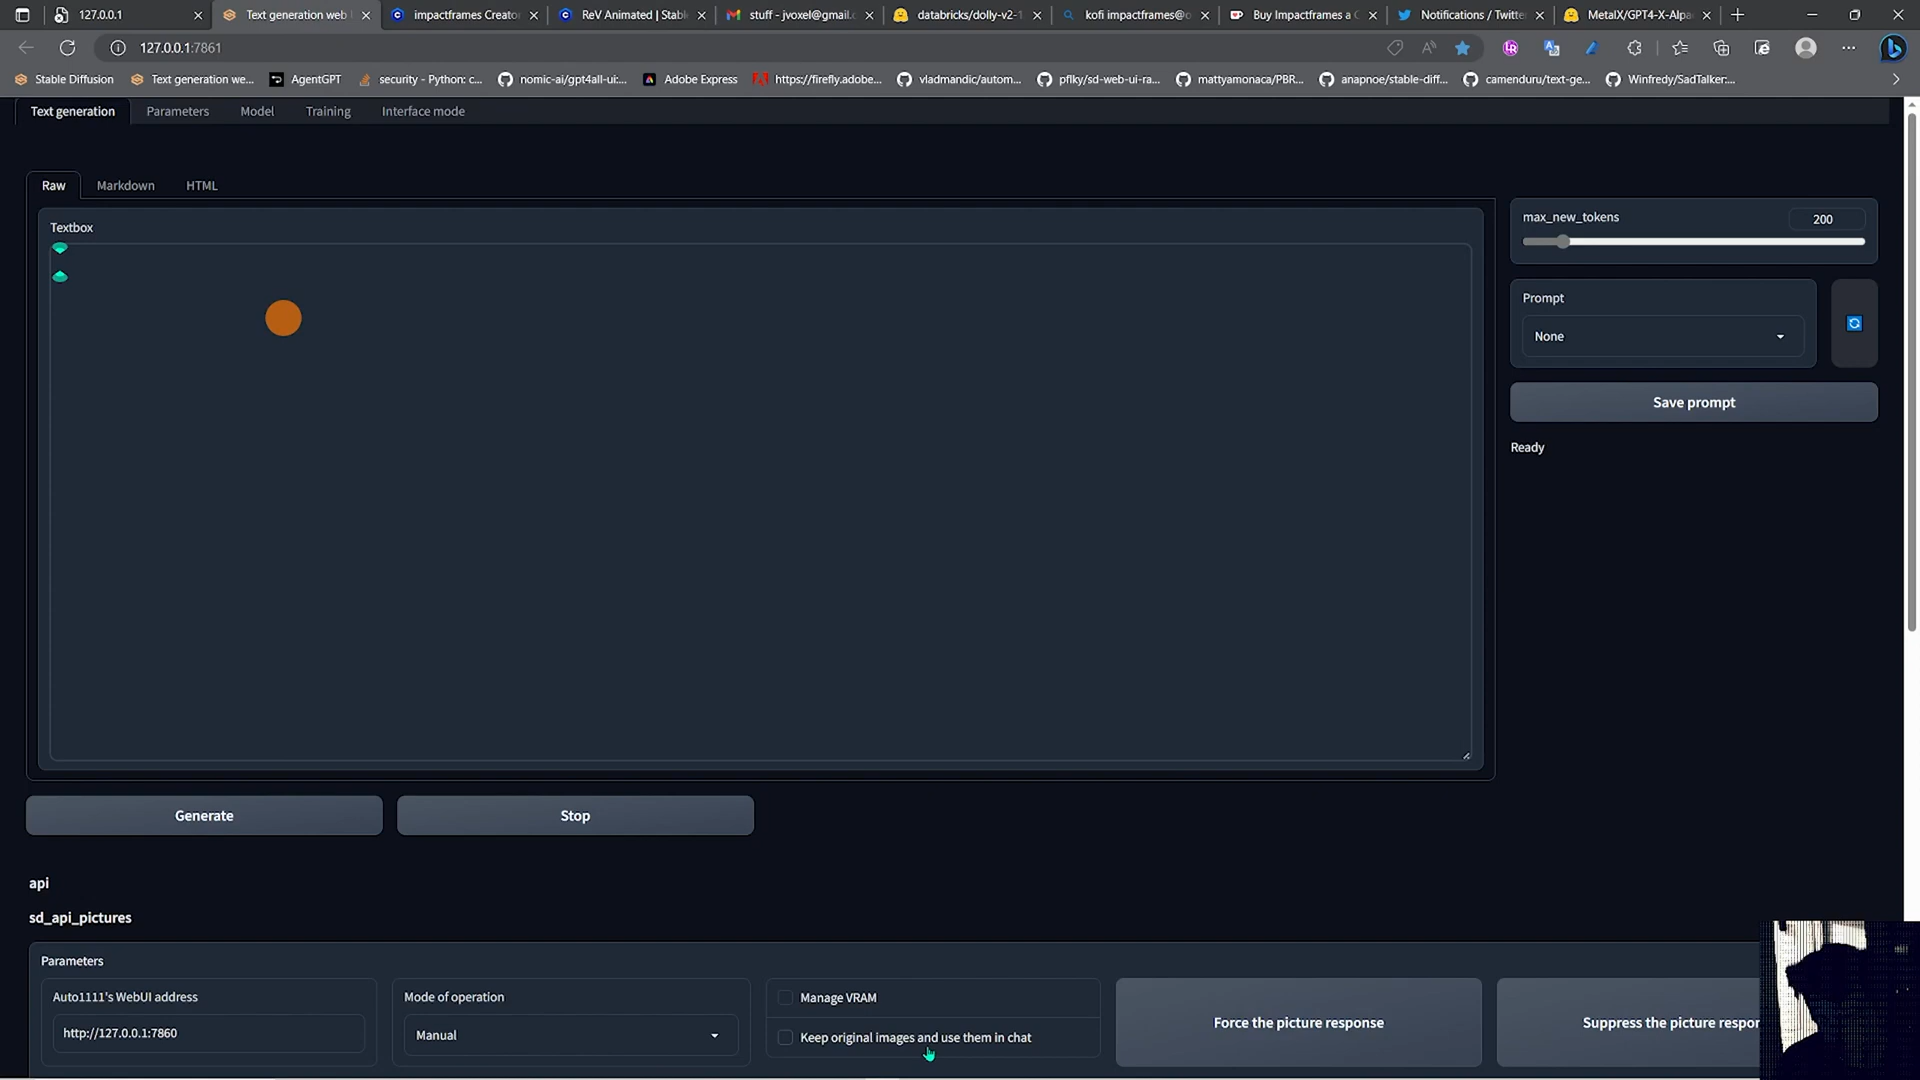 127.0.0.1
Text generation web
impactframes Creator
ReV Animated | Stabl
stuff - jvoxel@gmail.c
databricks/dolly-v2-1
kofi impactframes@o
Buy Impactframes a C
Notifications / Twitte
MetalX/GPT4-X-Alpa
127.0.0.1:7861
Stable Diffusion
Text generation we...
AgentGPT
security - Python: c...
nomic-ai/gpt4all-ui:...
Adobe Express
https://firefly.adobe...
vladmandic/autom...
pflky/sd-web-ui-ra...
mattyamonaca/PBR...
anapnoe/stable-diff...
camenduru/text-ge...
Winfredy/SadTalker:...
Text generation
Parameters
Model
Training
Interface mode
Raw
Markdown
HTML
Textbox
max_new_tokens
200
Prompt
None
Save prompt
Ready
Generate
Stop
api
sd_api_pictures
Parameters
Auto1111's WebUI address
http://127.0.0.1:7860
Mode of operation
Manual
Manage VRAM
Keep original images and use them in chat
Force the picture response
Suppress the picture respor